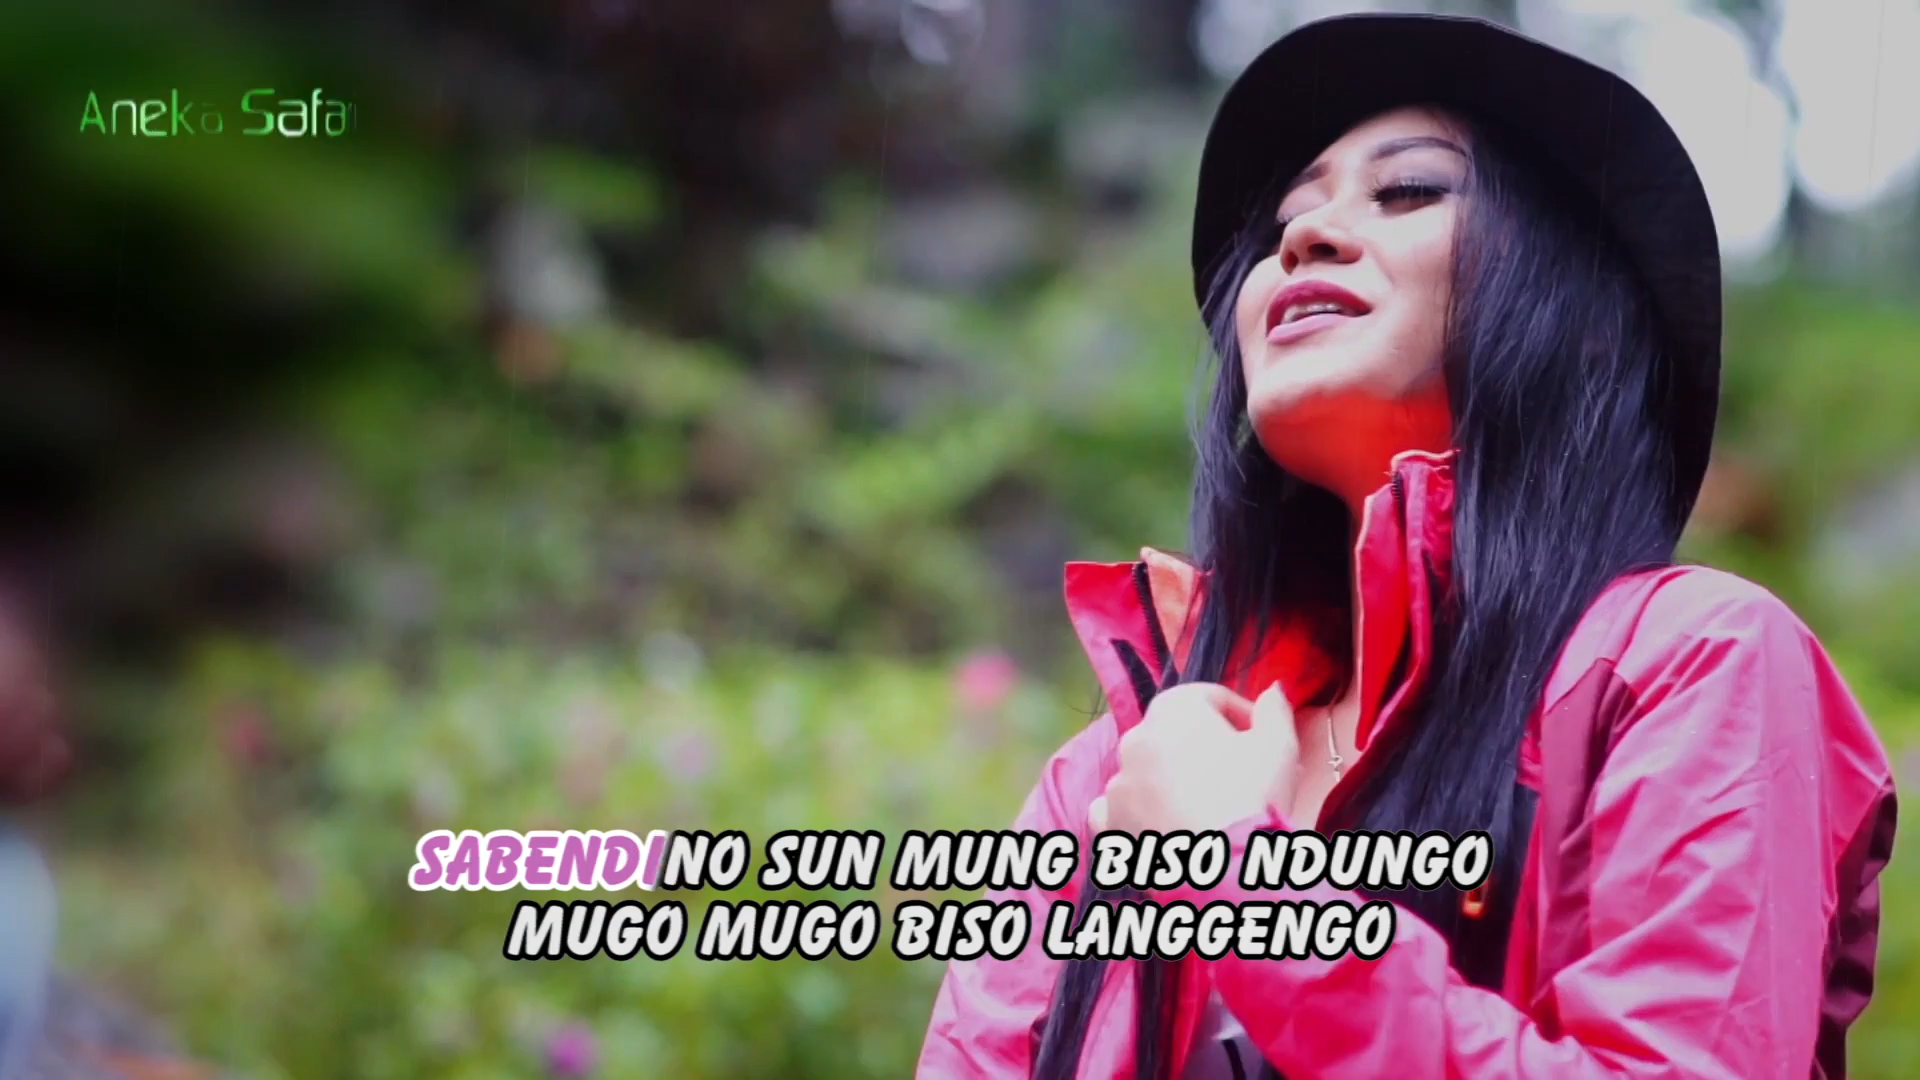 Aneka Safa
SABENDINO SUN MUNG BISO NDUNGO
MUGO MUGO BISO LANGGENGO